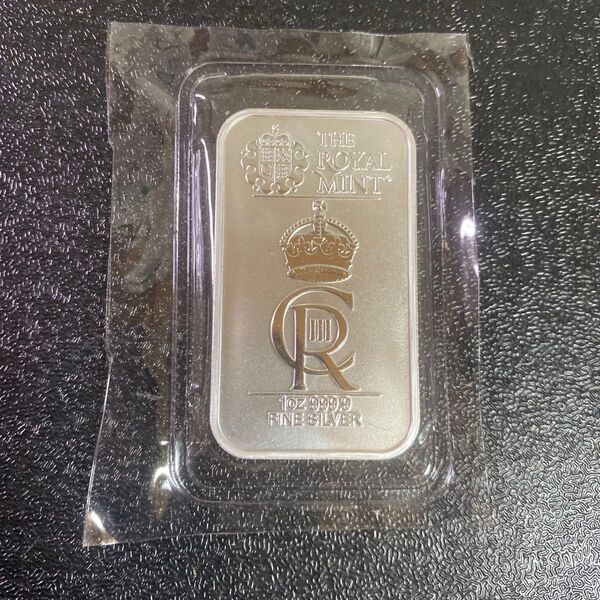 THE
ROYAL
MINT
CR
III
1oz 999.9
FINE SILVER